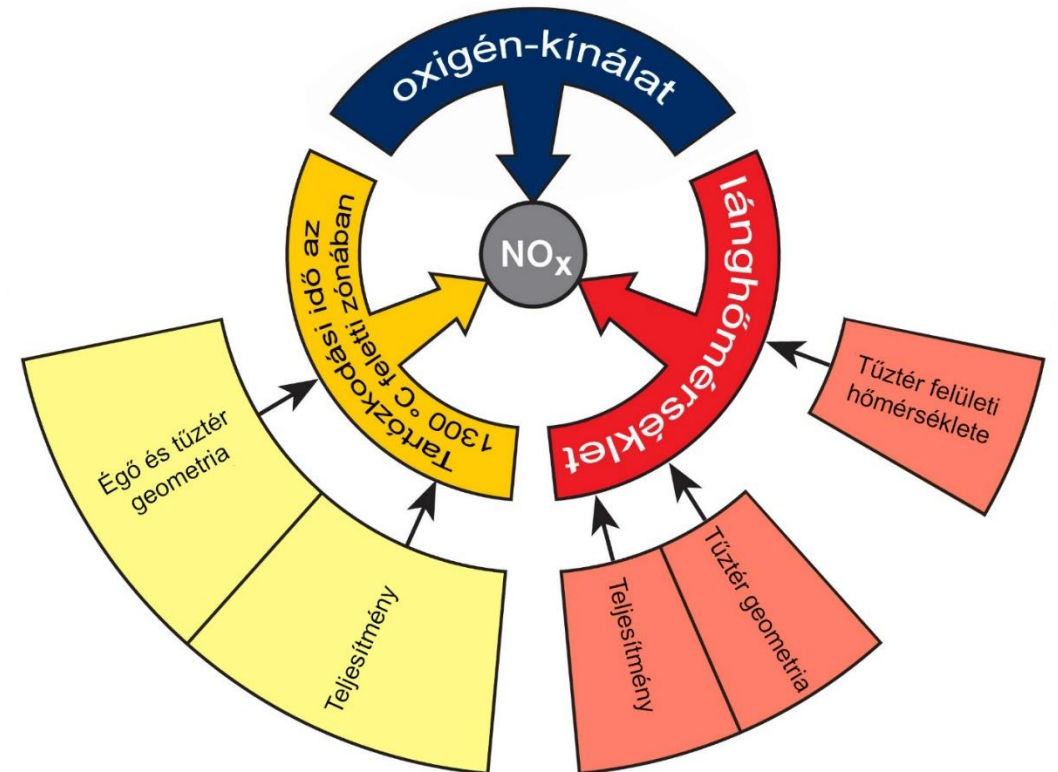 oxigén-kínálat
Tartózkodási idő az
1300 °C feletti zónában
NOx
lánghőmérséklet
Égő és tűztér
geometria
Teljesítmény
Teljesítmény
Tűztér geometria
Tűztér felületi
hőmérséklete